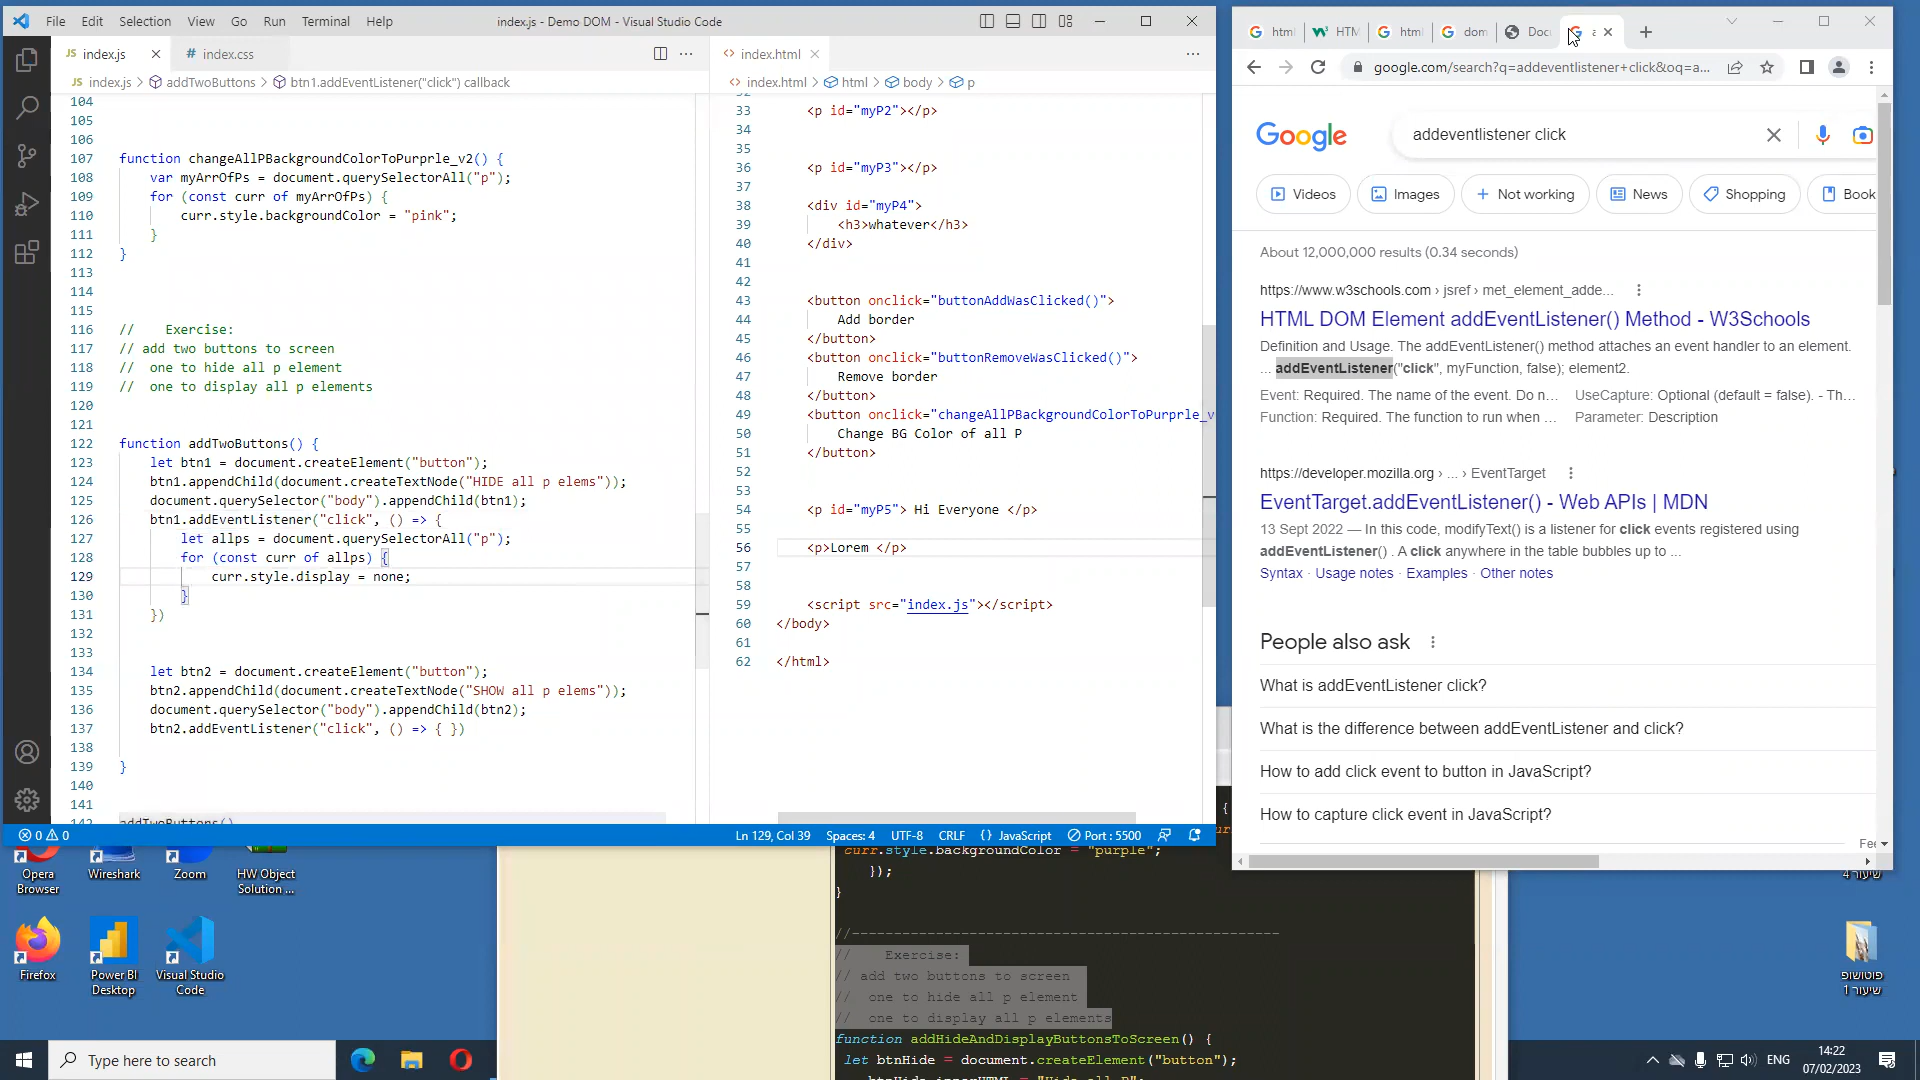 File Edit Selection View Go Run Terminal Help
index.js - Demo DOM - Visual Studio Code
JS index.js
# index.css
JS index.js > addTwoButtons > btn1.addEventListener("click") callback
104
105
106
107 function changeAllPBackgroundColorToPurprle_v2() {
108 var myArrOfPs = document.querySelectorAll("p");
109 for (const curr of myArrOfPs) {
110 curr.style.backgroundColor = "pink";
111 }
112 }
113
114
115
116 // Exercise:
117 // add two buttons to screen
118 // one to hide all p element
119 // one to display all p elements
120
121
122 function addTwoButtons() {
123 let btn1 = document.createElement("button");
124 btn1.appendChild(document.createTextNode("HIDE all p elems"));
125 document.querySelector("body").appendChild(btn1);
126 btn1.addEventListener("click", () => {
127 let allps = document.querySelectorAll("p");
128 for (const curr of allps) {
129 curr.style.display = none;
130 }
131 })
132
133
134 let btn2 = document.createElement("button");
135 btn2.appendChild(document.createTextNode("SHOW all p elems"));
136 document.querySelector("body").appendChild(btn2);
137 btn2.addEventListener("click", () => { })
138
139 }
140
141
142 addTwoButtons()
<> index.html
<> index.html > html > body > p
32
33 <p id="myP2"></p>
34
35
36 <p id="myP3"></p>
37
38 <div id="myP4">
39 <h3>whatever</h3>
40 </div>
41
42
43 <button onclick="buttonAddWasClicked()">
44 Add border
45 </button>
46 <button onclick="buttonRemoveWasClicked()">
47 Remove border
48 </button>
49 <button onclick="changeAllPBackgroundColorToPurprle_v
50 Change BG Color of all P
51 </button>
52
53
54 <p id="myP5"> Hi Everyone </p>
55
56 <p>Lorem </p>
57
58
59 <script src="index.js"></script>
60 </body>
61
62 </html>
0 0
Ln 129, Col 39 Spaces: 4 UTF-8 CRLF {} JavaScript Port : 5500
html HTM html dom Docu a
google.com/search?q=addeventlistener+click&oq=a...
Google
addeventlistener click
Videos Images + Not working News Shopping Book
About 12,000,000 results (0.34 seconds)
https://www.w3schools.com › jsref › met_element_adde...
HTML DOM Element addEventListener() Method - W3Schools
Definition and Usage. The addEventListener() method attaches an event handler to an element.
... addEventListener("click", myFunction, false); element2.
Event: Required. The name of the event. Do n... UseCapture: Optional (default = false). - Th...
Function: Required. The function to run when ... Parameter: Description
https://developer.mozilla.org › ... › EventTarget
EventTarget.addEventListener() - Web APIs | MDN
13 Sept 2022 — In this code, modifyText() is a listener for click events registered using
addEventListener() . A click anywhere in the table bubbles up to ...
Syntax · Usage notes · Examples · Other notes
People also ask
What is addEventListener click?
What is the difference between addEventListener and click?
How to add click event to button in JavaScript?
How to capture click event in JavaScript?
Fee
{
curr.style.backgroundColor = "purple";
});
}
//--------------------------------------------------
// Exercise:
// add two buttons to screen
// one to hide all p element
// one to display all p elements
function addHideAndDisplayButtonsToScreen() {
let btnHide = document.createElement("button");
btnHide.innerHTML = "Hide all P";
Opera
Browser
Wireshark
Zoom
HW Object
Solution ...
Firefox
Power BI
Desktop
Visual Studio
Code
שיעור 4
פוטושופ
שיעור 1
Type here to search
ENG
14:22
07/02/2023